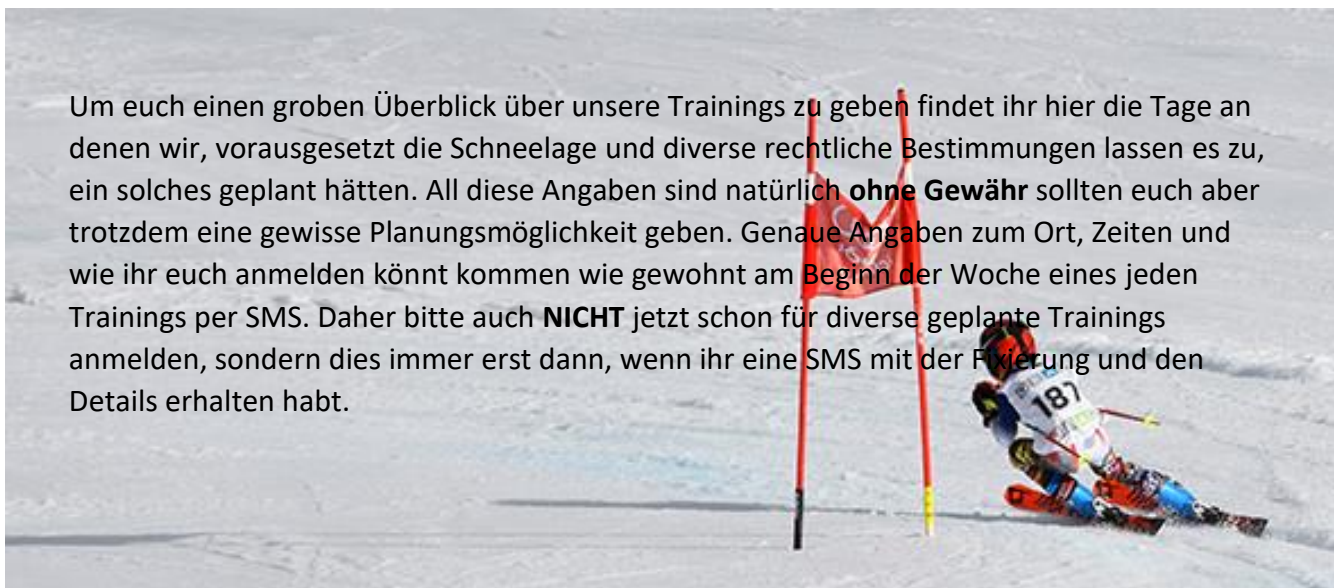 Um euch einen groben Überblick über unsere Trainings zu geben findet ihr hier die Tage an
denen wir, vorausgesetzt die Schneelage und diverse rechtliche Bestimmungen lassen es zu,
ein solches geplant hätten. All diese Angaben sind natürlich ohne Gewähr sollten euch aber
trotzdem eine gewisse Planungsmöglichkeit geben. Genaue Angaben zum Ort, Zeiten und
wie ihr euch anmelden könnt kommen wie gewohnt am Beginn der Woche eines jeden
Trainings per SMS. Daher bitte auch NICHT jetzt schon für diverse geplante Trainings
anmelden, sondern dies immer erst dann, wenn ihr eine SMS mit der Fixierung und den
Details erhalten habt.
187